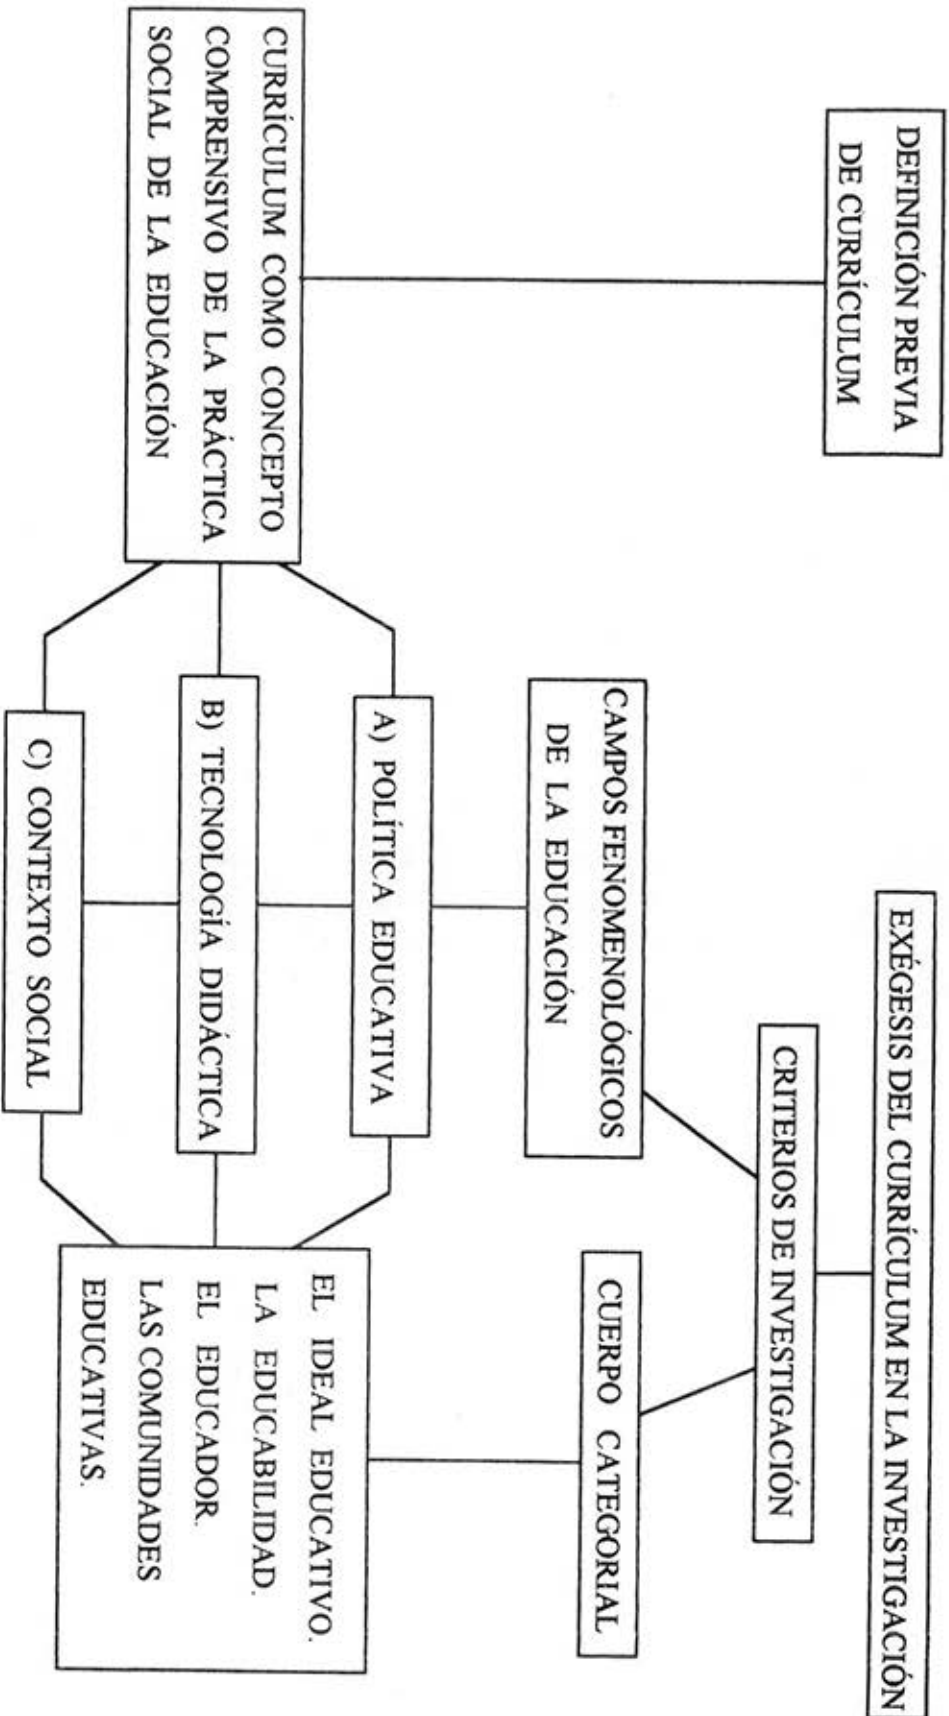 EXÉGESIS DEL CURRÍCULUM EN LA INVESTIGACIÓN
DEFINICIÓN PREVIA
DE CURRÍCULUM
CRITERIOS DE INVESTIGACIÓN
CAMPOS FENOMENOLÓGICOS
DE LA EDUCACIÓN
CUERPO CATEGORIAL
CURRÍCULUM COMO CONCEPTO
COMPRENSIVO DE LA PRÁCTICA
SOCIAL DE LA EDUCACIÓN
A) POLÍTICA EDUCATIVA
B) TECNOLOGÍA DIDÁCTICA
C) CONTEXTO SOCIAL
EL IDEAL EDUCATIVO.
LA EDUCABILIDAD.
EL EDUCADOR.
LAS COMUNIDADES
EDUCATIVAS.